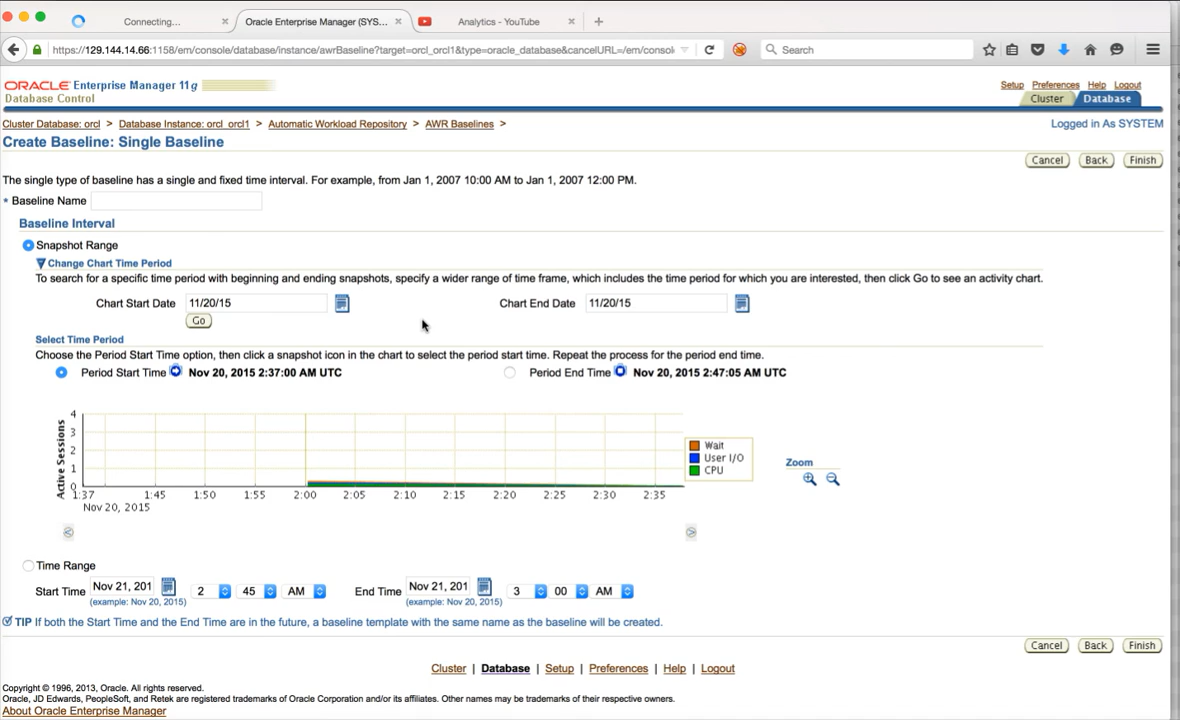 Connecting... × Oracle Enterprise Manager (SYS... × Analytics - YouTube × +
https://129.144.14.66:1158/em/console/database/instance/awrBaseline?target=orcl_orcl1&type=oracle_database&cancelURL=/em/consol Search
ORACLE Enterprise Manager 11g
Database Control
Setup Preferences Help Logout
Cluster Database
Cluster Database: orcl > Database Instance: orcl_orcl1 > Automatic Workload Repository > AWR Baselines >
Logged in As SYSTEM
Create Baseline: Single Baseline
Cancel Back Finish
The single type of baseline has a single and fixed time interval. For example, from Jan 1, 2007 10:00 AM to Jan 1, 2007 12:00 PM.
* Baseline Name
Baseline Interval
Snapshot Range
Change Chart Time Period
To search for a specific time period with beginning and ending snapshots, specify a wider range of time frame, which includes the time period for which you are interested, then click Go to see an activity chart.
Chart Start Date 11/20/15 Chart End Date 11/20/15
Go
Select Time Period
Choose the Period Start Time option, then click a snapshot icon in the chart to select the period start time. Repeat the process for the period end time.
Period Start Time Nov 20, 2015 2:37:00 AM UTC Period End Time Nov 20, 2015 2:47:05 AM UTC
Active Sessions
4
3
2
1
0
Wait
User I/O
CPU
Zoom
1:37 1:45 1:50 1:55 2:00 2:05 2:10 2:15 2:20 2:25 2:30 2:35
Nov 20, 2015
Time Range
Start Time Nov 21, 201 2 45 AM End Time Nov 21, 201 3 00 AM
(example: Nov 20, 2015) (example: Nov 20, 2015)
TIP If both the Start Time and the End Time are in the future, a baseline template with the same name as the baseline will be created.
Cancel Back Finish
Cluster | Database | Setup | Preferences | Help | Logout
Copyright © 1996, 2013, Oracle. All rights reserved.
Oracle, JD Edwards, PeopleSoft, and Retek are registered trademarks of Oracle Corporation and/or its affiliates. Other names may be trademarks of their respective owners.
About Oracle Enterprise Manager